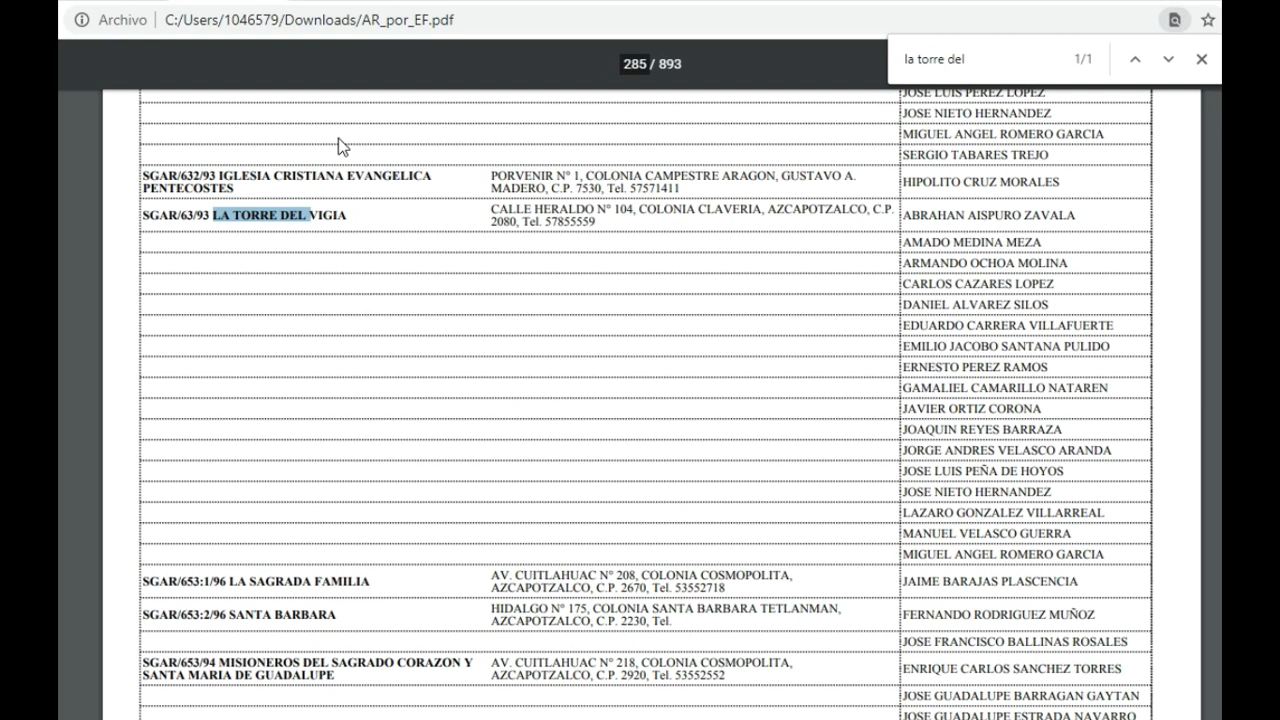 Archivo C:/Users/1046579/Downloads/AR_por_EF.pdf
la torre del 1/1
285 / 893
JOSE LUIS PEREZ LOPEZ
JOSE NIETO HERNANDEZ
MIGUEL ANGEL ROMERO GARCIA
SERGIO TABARES TREJO
SGAR/632/93 IGLESIA CRISTIANA EVANGELICA
PENTECOSTES
PORVENIR Nº 1, COLONIA CAMPESTRE ARAGON, GUSTAVO A.
MADERO, C.P. 7530, Tel. 57571411
HIPOLITO CRUZ MORALES
SGAR/63/93 LA TORRE DEL VIGIA
CALLE HERALDO Nº 104, COLONIA CLAVERIA, AZCAPOTZALCO, C.P.
2080, Tel. 57855559
ABRAHAN AISPURO ZAVALA
AMADO MEDINA MEZA
ARMANDO OCHOA MOLINA
CARLOS CAZARES LOPEZ
DANIEL ALVAREZ SILOS
EDUARDO CARRERA VILLAFUERTE
EMILIO JACOBO SANTANA PULIDO
ERNESTO PEREZ RAMOS
GAMALIEL CAMARILLO NATAREN
JAVIER ORTIZ CORONA
JOAQUIN REYES BARRAZA
JORGE ANDRES VELASCO ARANDA
JOSE LUIS PEÑA DE HOYOS
JOSE NIETO HERNANDEZ
LAZARO GONZALEZ VILLARREAL
MANUEL VELASCO GUERRA
MIGUEL ANGEL ROMERO GARCIA
SGAR/653:1/96 LA SAGRADA FAMILIA
AV. CUITLAHUAC Nº 208, COLONIA COSMOPOLITA,
AZCAPOTZALCO, C.P. 2670, Tel. 53552718
JAIME BARAJAS PLASCENCIA
SGAR/653:2/96 SANTA BARBARA
HIDALGO Nº 175, COLONIA SANTA BARBARA TETLANMAN,
AZCAPOTZALCO, C.P. 2230, Tel.
FERNANDO RODRIGUEZ MUÑOZ
JOSE FRANCISCO BALLINAS ROSALES
SGAR/653/94 MISIONEROS DEL SAGRADO CORAZON Y
SANTA MARIA DE GUADALUPE
AV. CUITLAHUAC Nº 218, COLONIA COSMOPOLITA,
AZCAPOTZALCO, C.P. 2920, Tel. 53552552
ENRIQUE CARLOS SANCHEZ TORRES
JOSE GUADALUPE BARRAGAN GAYTAN
JOSE GUADALUPE ESTRADA NAVARRO